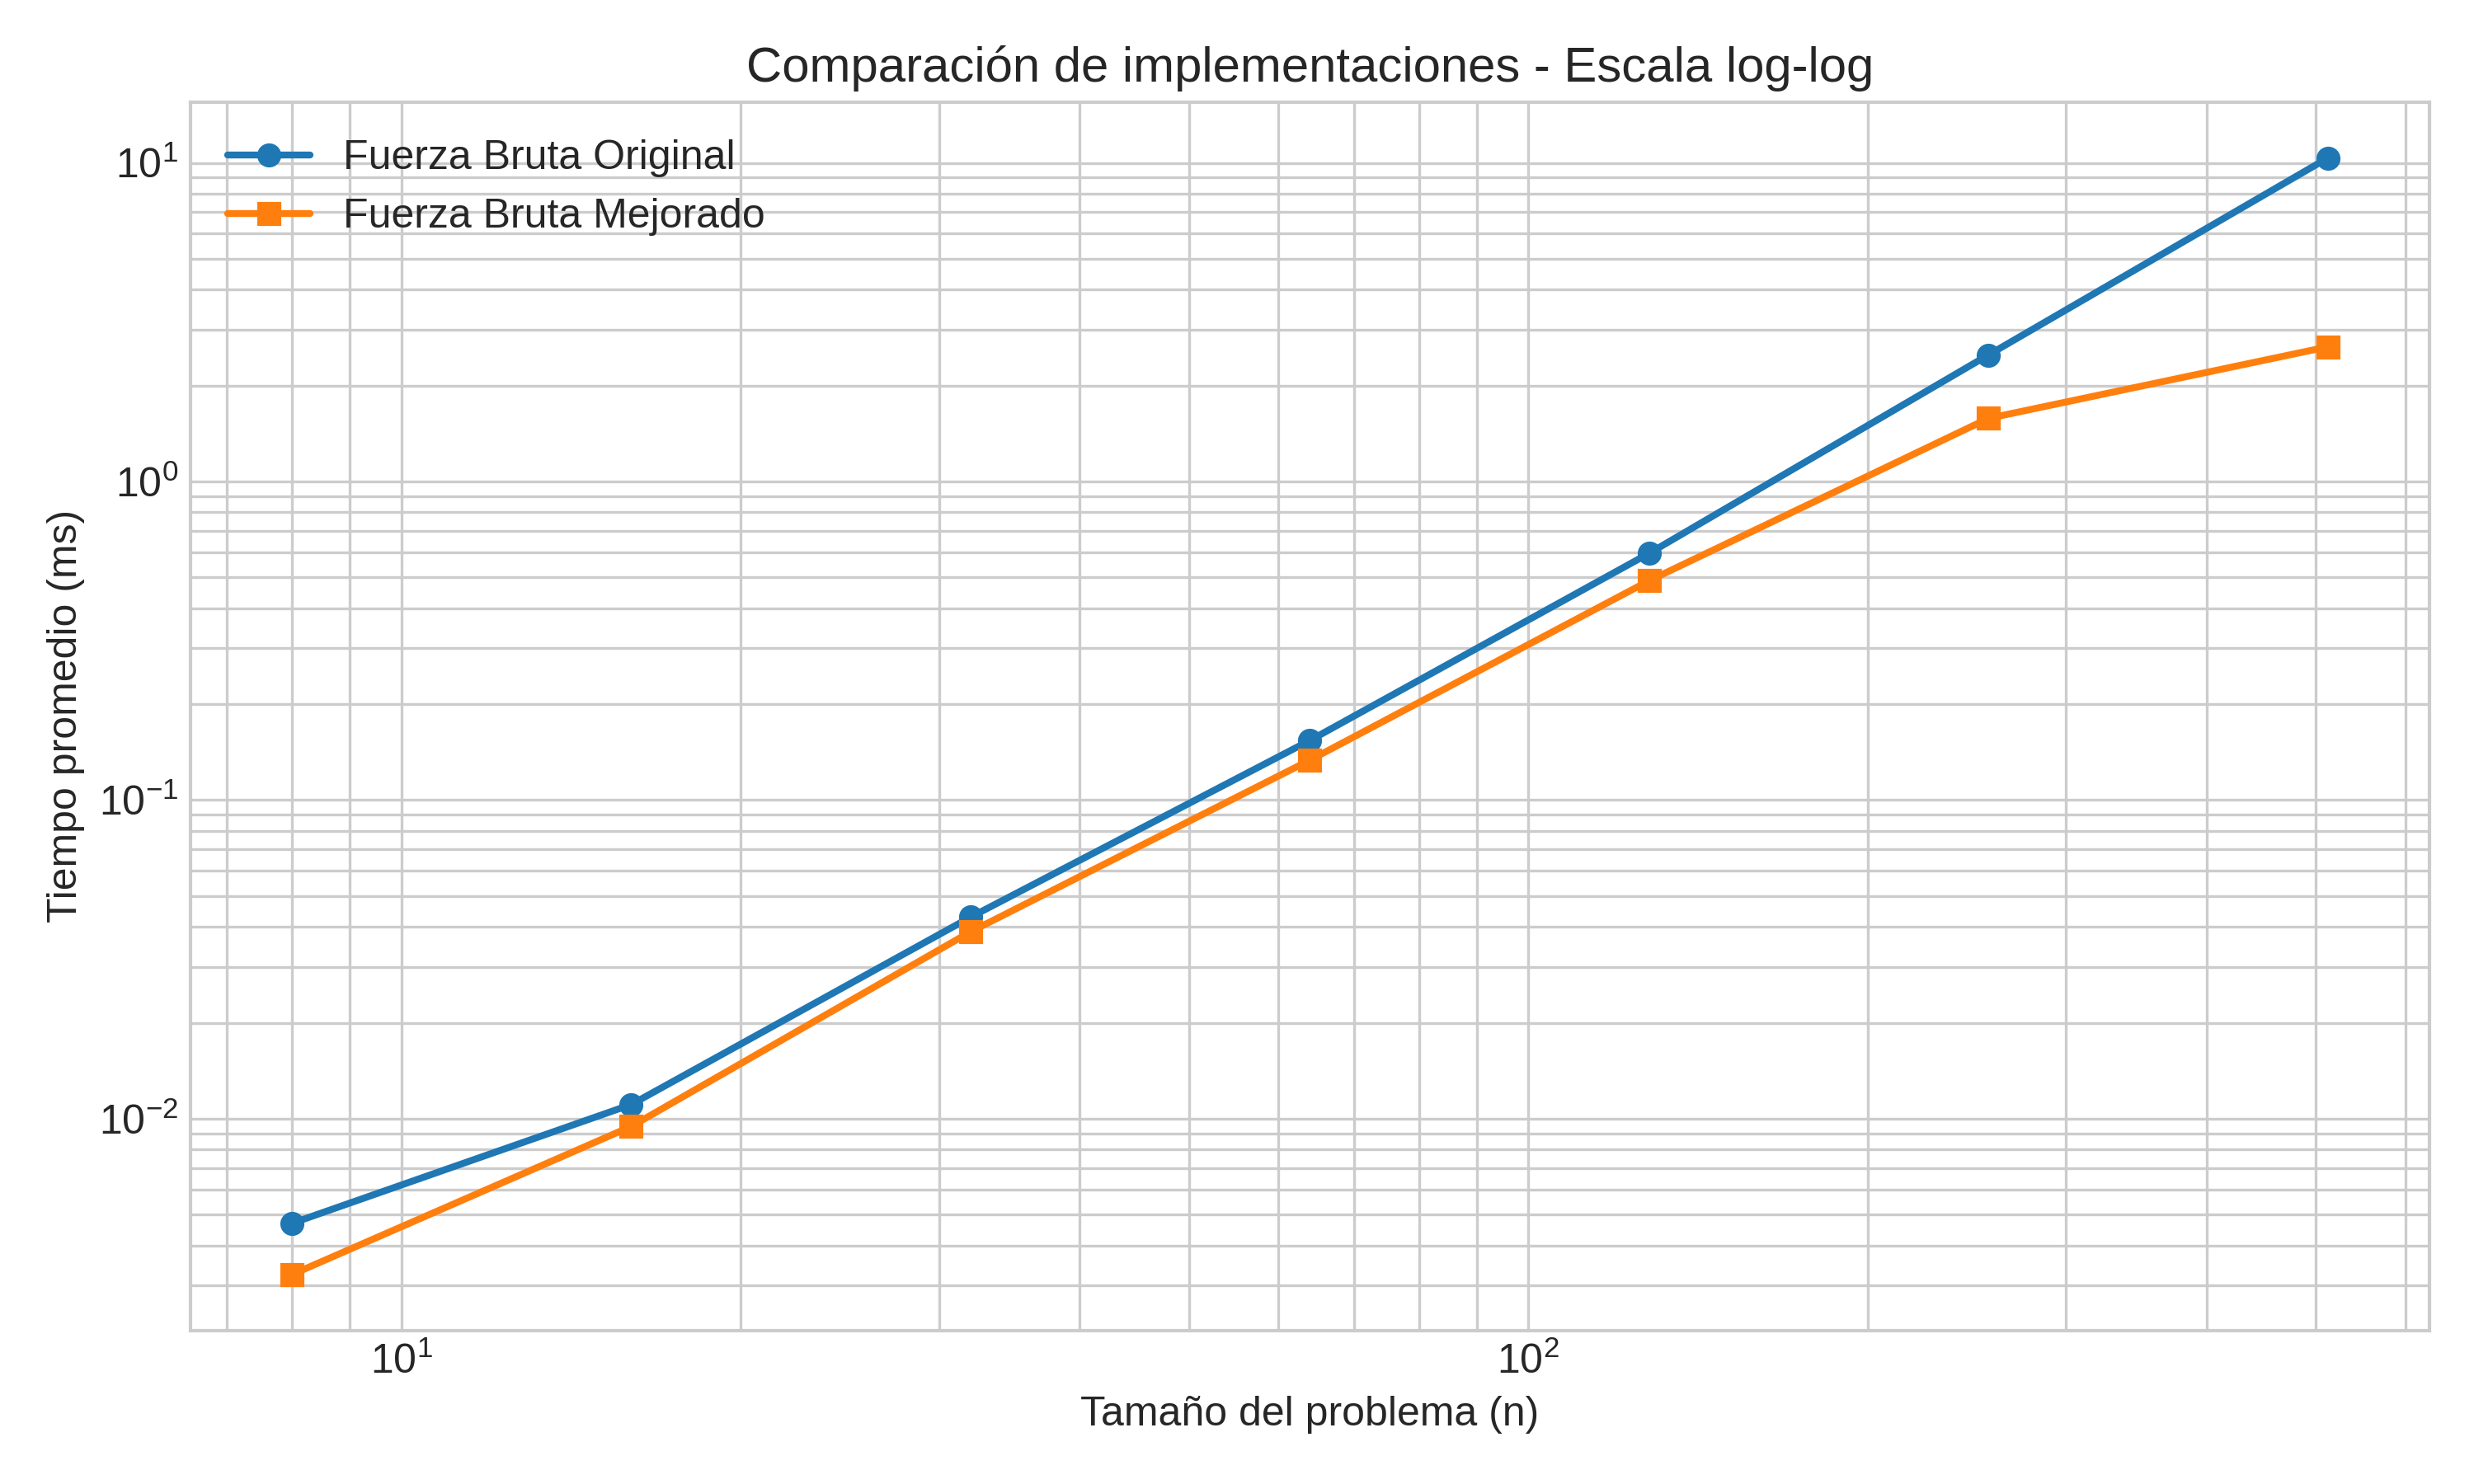 Comparación de implementaciones - Escala log-log
Fuerza Bruta Original
Fuerza Bruta Mejorado
10¹
10⁰
10⁻¹
10⁻²
Tiempo promedio (ms)
10¹
10²
Tamaño del problema (n)